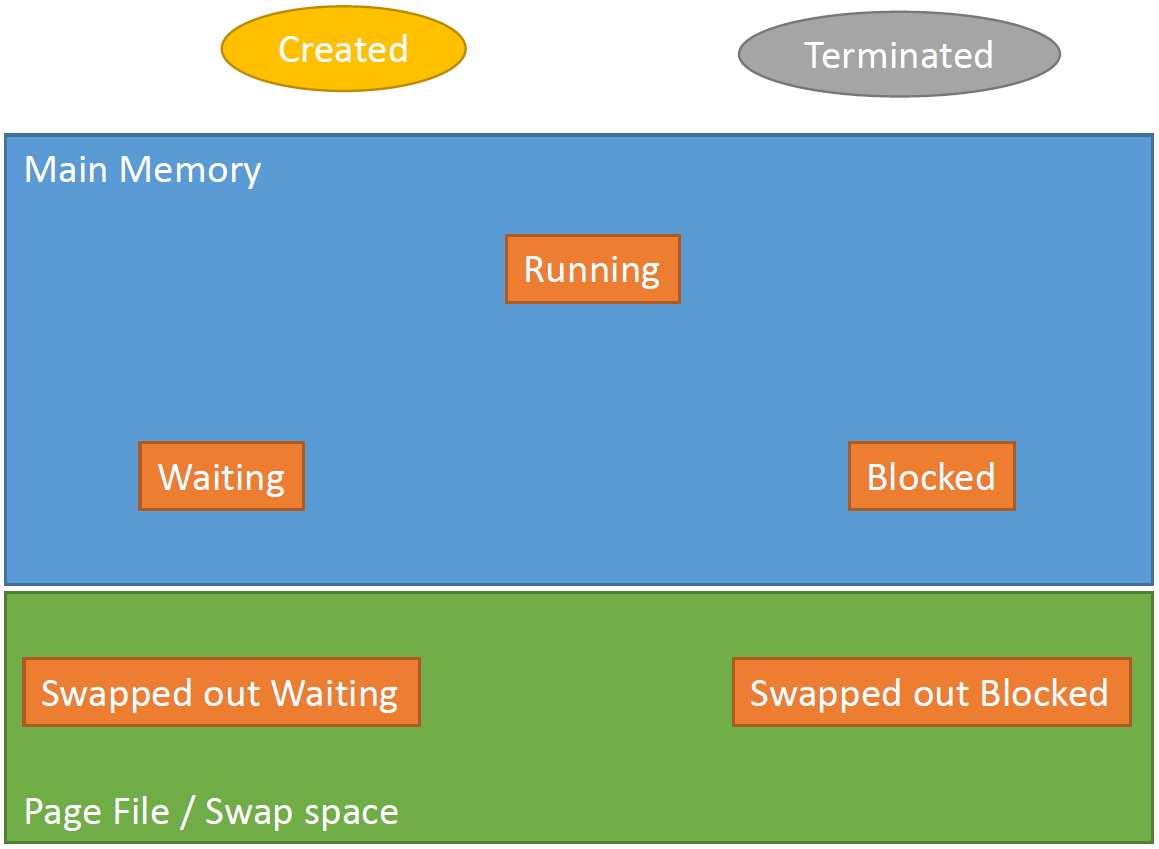 Created
Terminated
Main Memory
Running
Waiting
Blocked
Swapped out Waiting
Swapped out Blocked
Page File / Swap space